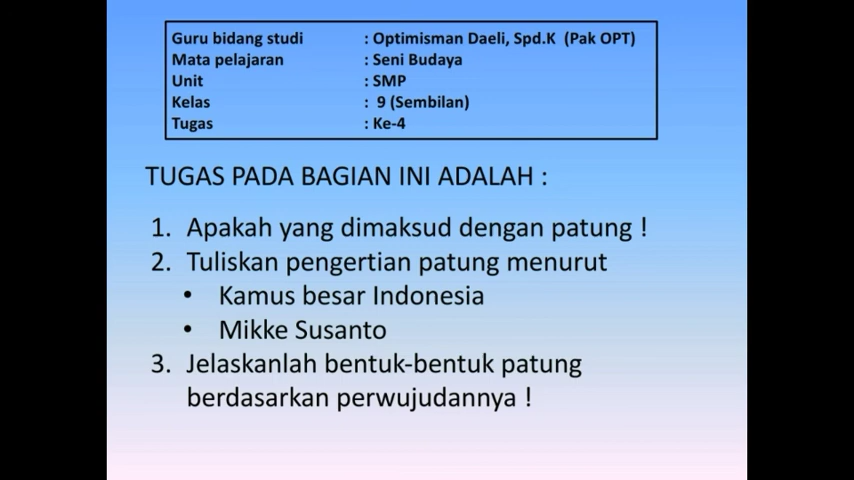 Guru bidang studi : Optimisman Daeli, Spd.K (Pak OPT)
Mata pelajaran : Seni Budaya
Unit : SMP
Kelas : 9 (Sembilan)
Tugas : Ke-4
TUGAS PADA BAGIAN INI ADALAH :
1. Apakah yang dimaksud dengan patung !
2. Tuliskan pengertian patung menurut
• Kamus besar Indonesia
• Mikke Susanto
3. Jelaskanlah bentuk-bentuk patung
berdasarkan perwujudannya !